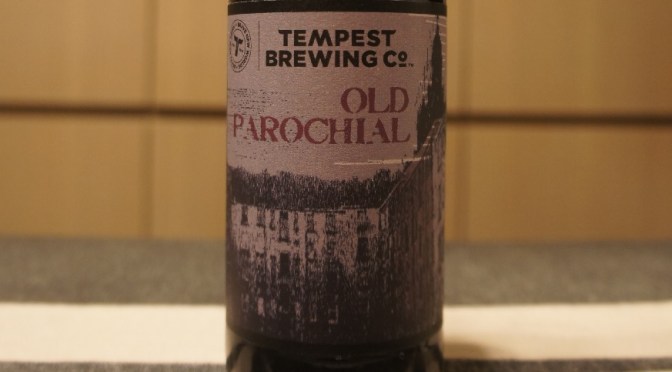 TEMPEST
BREWING Co
OLD
PAROCHIAL